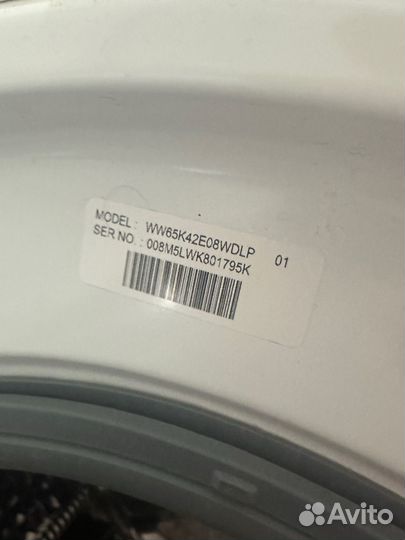 MODEL : WW65K42E08WDLP 01
SER NO. : 008M5LWK801795K
Avito